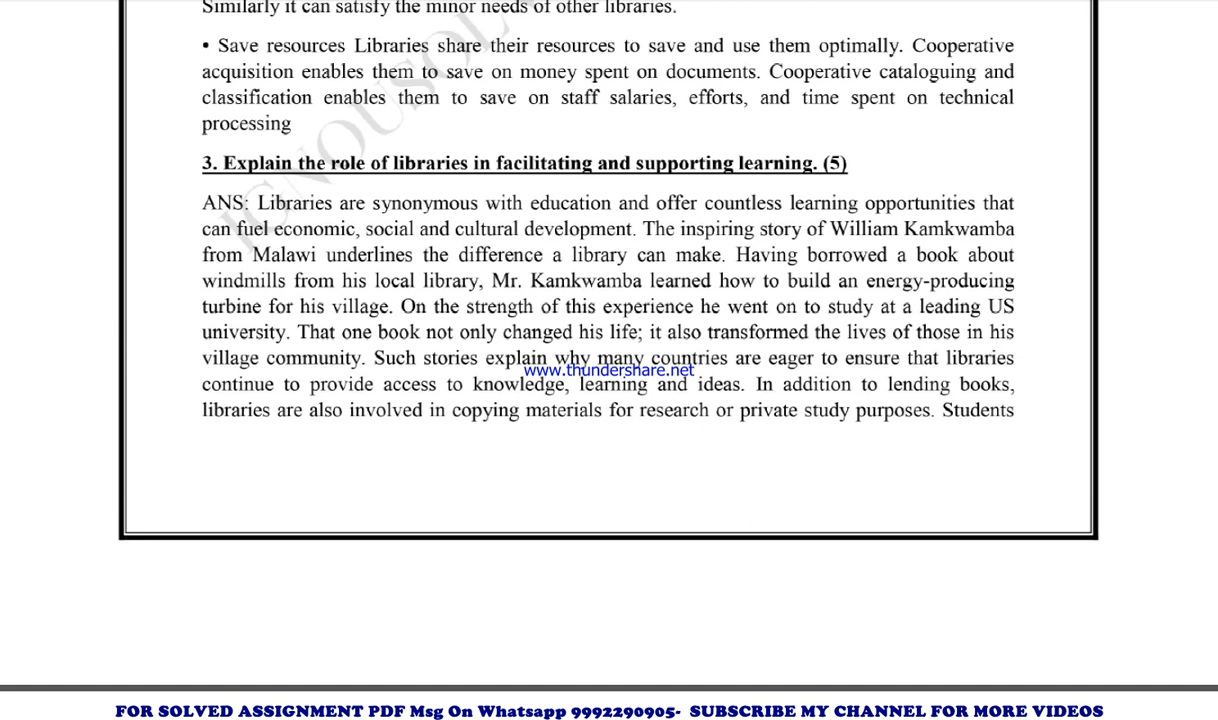 Similarly it can satisfy the minor needs of other libraries.
• Save resources Libraries share their resources to save and use them optimally. Cooperative
acquisition enables them to save on money spent on documents. Cooperative cataloguing and
classification enables them to save on staff salaries, efforts, and time spent on technical
processing
3. Explain the role of libraries in facilitating and supporting learning. (5)
ANS: Libraries are synonymous with education and offer countless learning opportunities that
can fuel economic, social and cultural development. The inspiring story of William Kamkwamba
from Malawi underlines the difference a library can make. Having borrowed a book about
windmills from his local library, Mr. Kamkwamba learned how to build an energy-producing
turbine for his village. On the strength of this experience he went on to study at a leading US
university. That one book not only changed his life; it also transformed the lives of those in his
village community. Such stories explain why many countries are eager to ensure that libraries
www.thundershare.net
continue to provide access to knowledge, learning and ideas. In addition to lending books,
libraries are also involved in copying materials for research or private study purposes. Students
IGNOUSOL
FOR SOLVED ASSIGNMENT PDF Msg On Whatsapp 9992290905- SUBSCRIBE MY CHANNEL FOR MORE VIDEOS